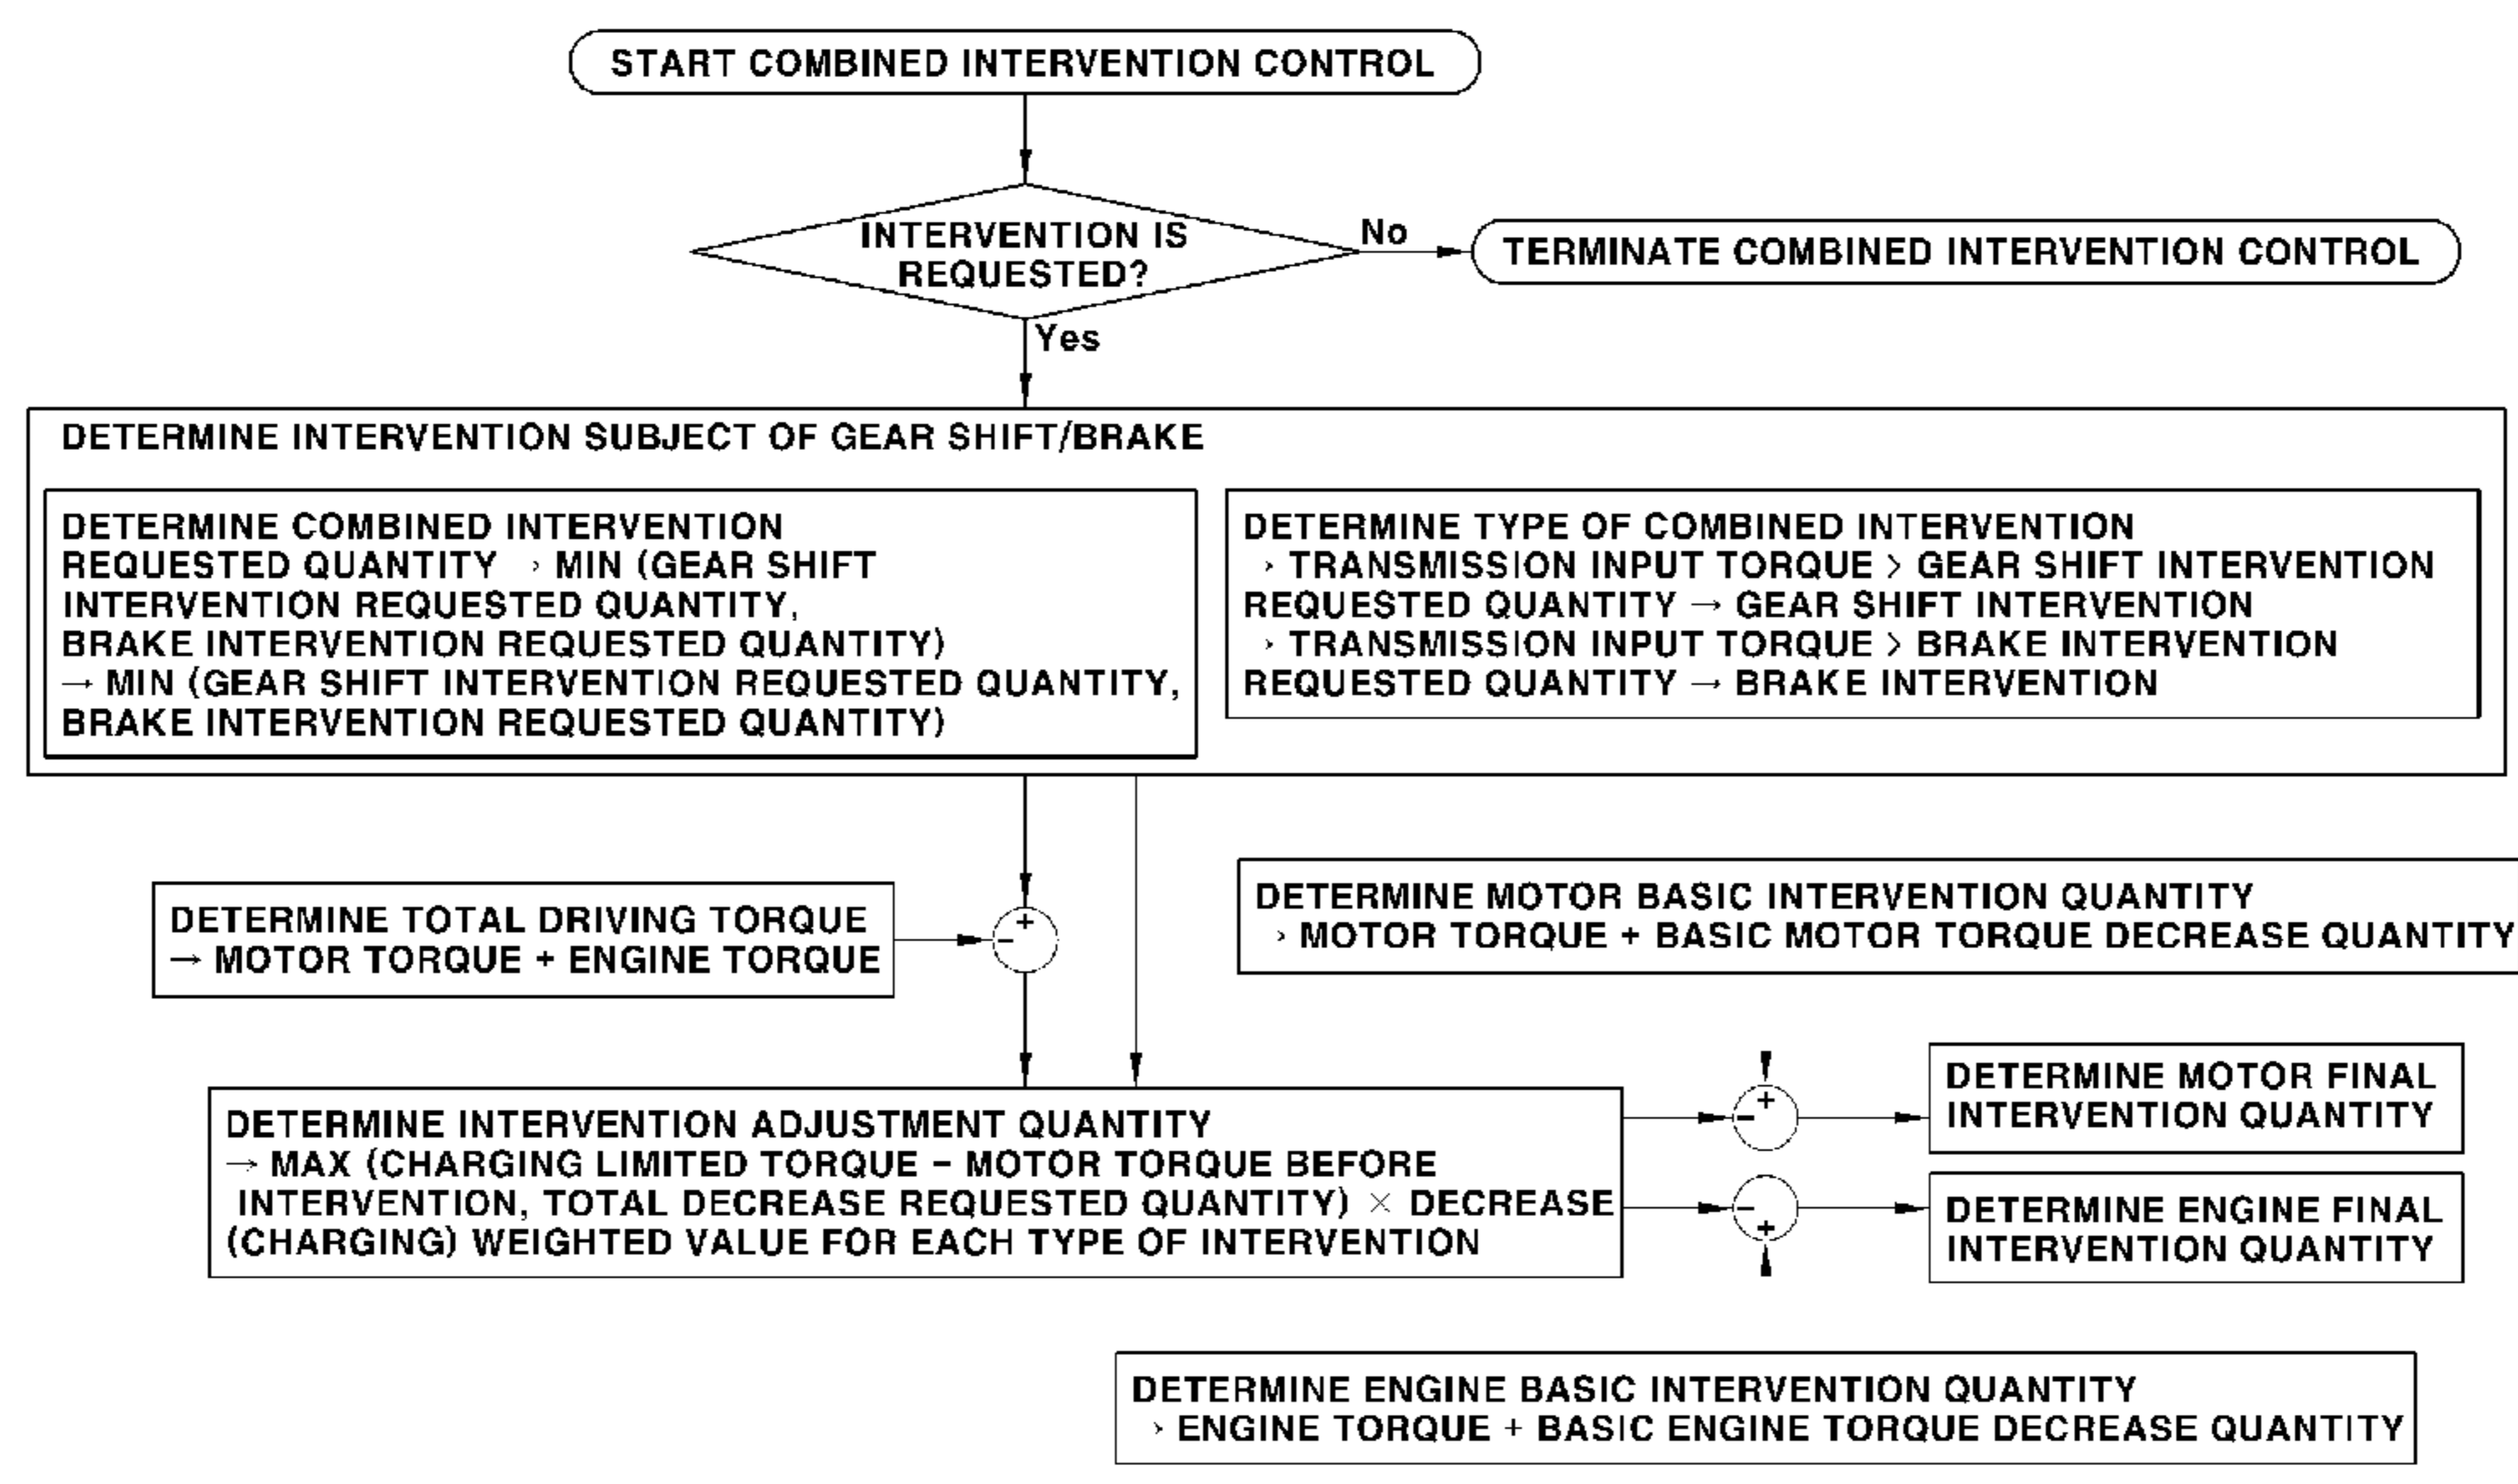 START COMBINED INTERVENTION CONTROL
INTERVENTION IS
REQUESTED?
No
TERMINATE COMBINED INTERVENTION CONTROL
Yes
DETERMINE INTERVENTION SUBJECT OF GEAR SHIFT/BRAKE
DETERMINE COMBINED INTERVENTION
REQUESTED QUANTITY → MIN (GEAR SHIFT
INTERVENTION REQUESTED QUANTITY,
BRAKE INTERVENTION REQUESTED QUANTITY)
→ MIN (GEAR SHIFT INTERVENTION REQUESTED QUANTITY,
BRAKE INTERVENTION REQUESTED QUANTITY)
DETERMINE TYPE OF COMBINED INTERVENTION
→ TRANSMISSION INPUT TORQUE > GEAR SHIFT INTERVENTION
REQUESTED QUANTITY → GEAR SHIFT INTERVENTION
→ TRANSMISSION INPUT TORQUE > BRAKE INTERVENTION
REQUESTED QUANTITY → BRAKE INTERVENTION
DETERMINE TOTAL DRIVING TORQUE
→ MOTOR TORQUE + ENGINE TORQUE
+
−
DETERMINE MOTOR BASIC INTERVENTION QUANTITY
→ MOTOR TORQUE + BASIC MOTOR TORQUE DECREASE QUANTITY
DETERMINE INTERVENTION ADJUSTMENT QUANTITY
→ MAX (CHARGING LIMITED TORQUE − MOTOR TORQUE BEFORE
INTERVENTION, TOTAL DECREASE REQUESTED QUANTITY) × DECREASE
(CHARGING) WEIGHTED VALUE FOR EACH TYPE OF INTERVENTION
+
−
DETERMINE MOTOR FINAL
INTERVENTION QUANTITY
−
+
DETERMINE ENGINE FINAL
INTERVENTION QUANTITY
DETERMINE ENGINE BASIC INTERVENTION QUANTITY
→ ENGINE TORQUE + BASIC ENGINE TORQUE DECREASE QUANTITY